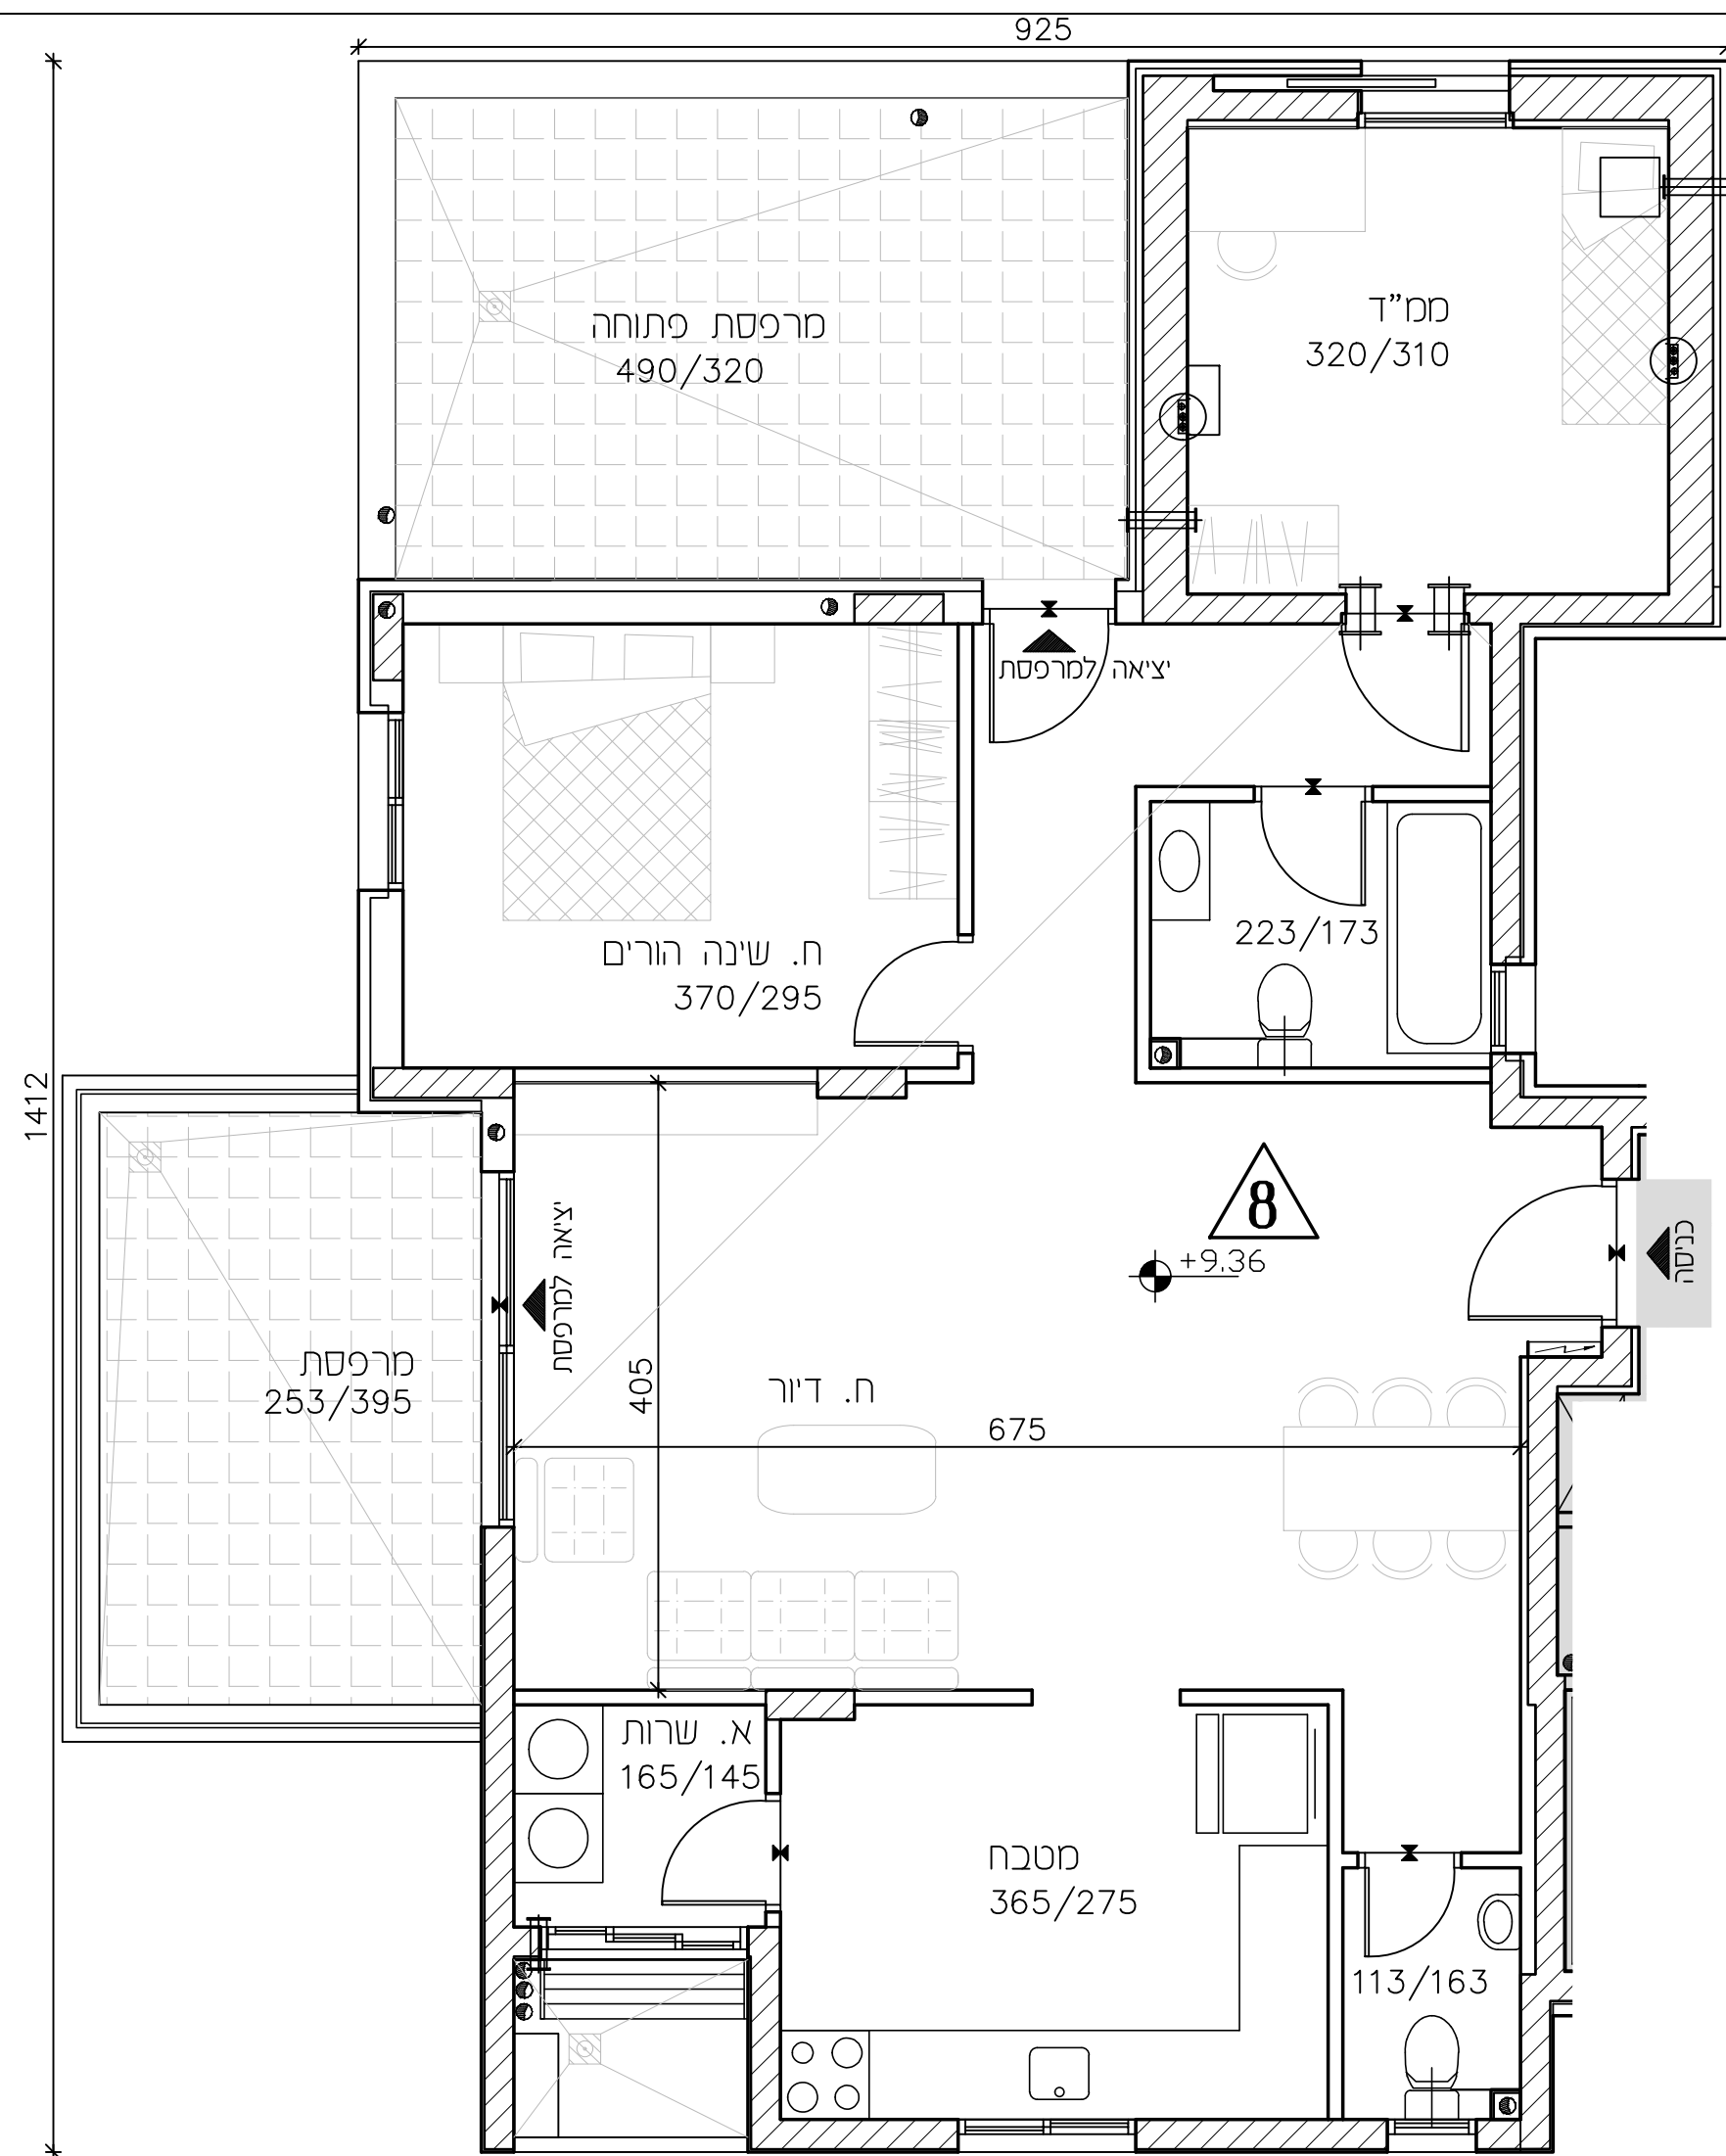 925
מרפסת פתוחה
490/320
ממ"ד
320/310
יציאה למרפסת
223/173
ח. שינה הורים
370/295
1412
8
+9.36
כניסה
יציאה למרפסת
מרפסת
253/395
405
ח. דיור
675
א. שרות
165/145
מטבח
365/275
113/163